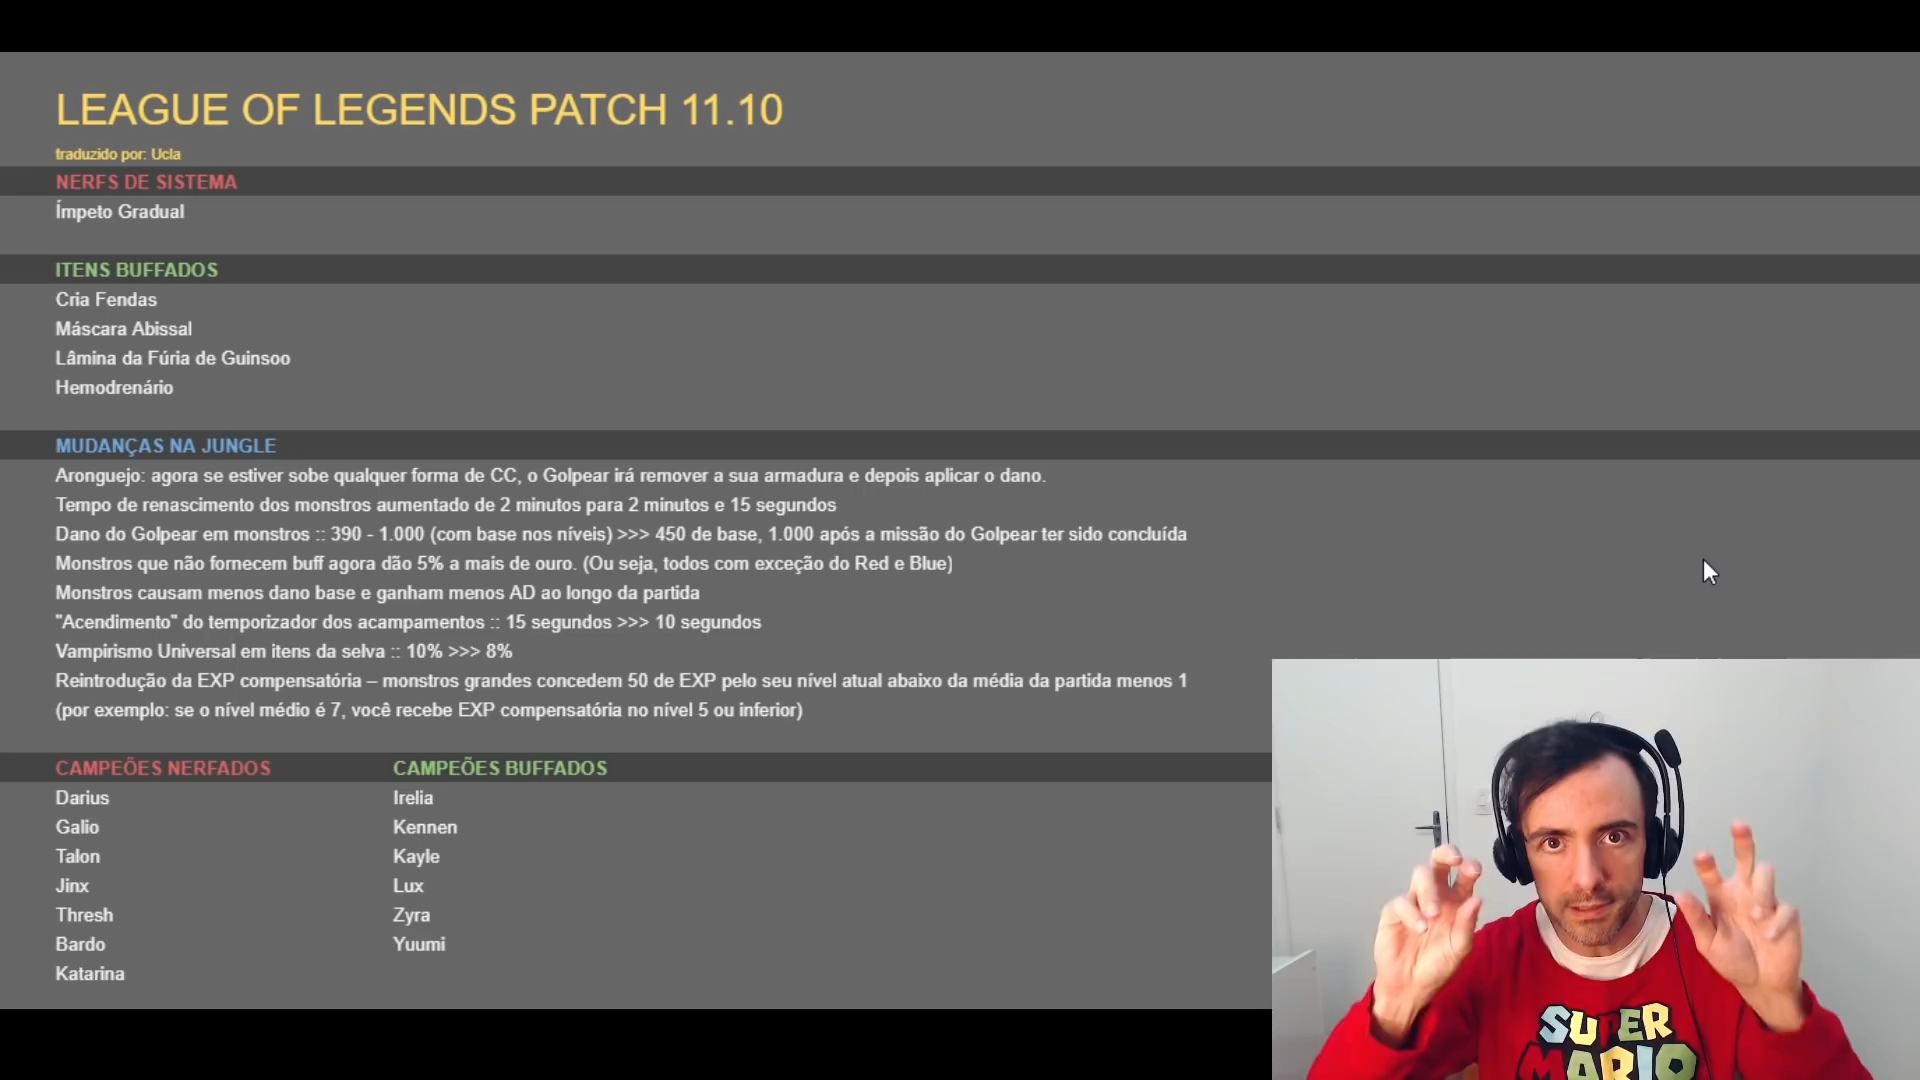 LEAGUE OF LEGENDS PATCH 11.10
traduzido por: Ucla
NERFS DE SISTEMA
Ímpeto Gradual
ITENS BUFFADOS
Cria Fendas
Máscara Abissal
Lâmina da Fúria de Guinsoo
Hemodrenário
MUDANÇAS NA JUNGLE
Aronguejo: agora se estiver sobe qualquer forma de CC, o Golpear irá remover a sua armadura e depois aplicar o dano.
Tempo de renascimento dos monstros aumentado de 2 minutos para 2 minutos e 15 segundos
Dano do Golpear em monstros :: 390 - 1.000 (com base nos níveis) >>> 450 de base, 1.000 após a missão do Golpear ter sido concluída
Monstros que não fornecem buff agora dão 5% a mais de ouro. (Ou seja, todos com exceção do Red e Blue)
Monstros causam menos dano base e ganham menos AD ao longo da partida
"Acendimento" do temporizador dos acampamentos :: 15 segundos >>> 10 segundos
Vampirismo Universal em itens da selva :: 10% >>> 8%
Reintrodução da EXP compensatória – monstros grandes concedem 50 de EXP pelo seu nível atual abaixo da média da partida menos 1
(por exemplo: se o nível médio é 7, você recebe EXP compensatória no nível 5 ou inferior)
CAMPEÕES NERFADOS
Darius
Galio
Talon
Jinx
Thresh
Bardo
Katarina
CAMPEÕES BUFFADOS
Irelia
Kennen
Kayle
Lux
Zyra
Yuumi
SUPER
MARIO